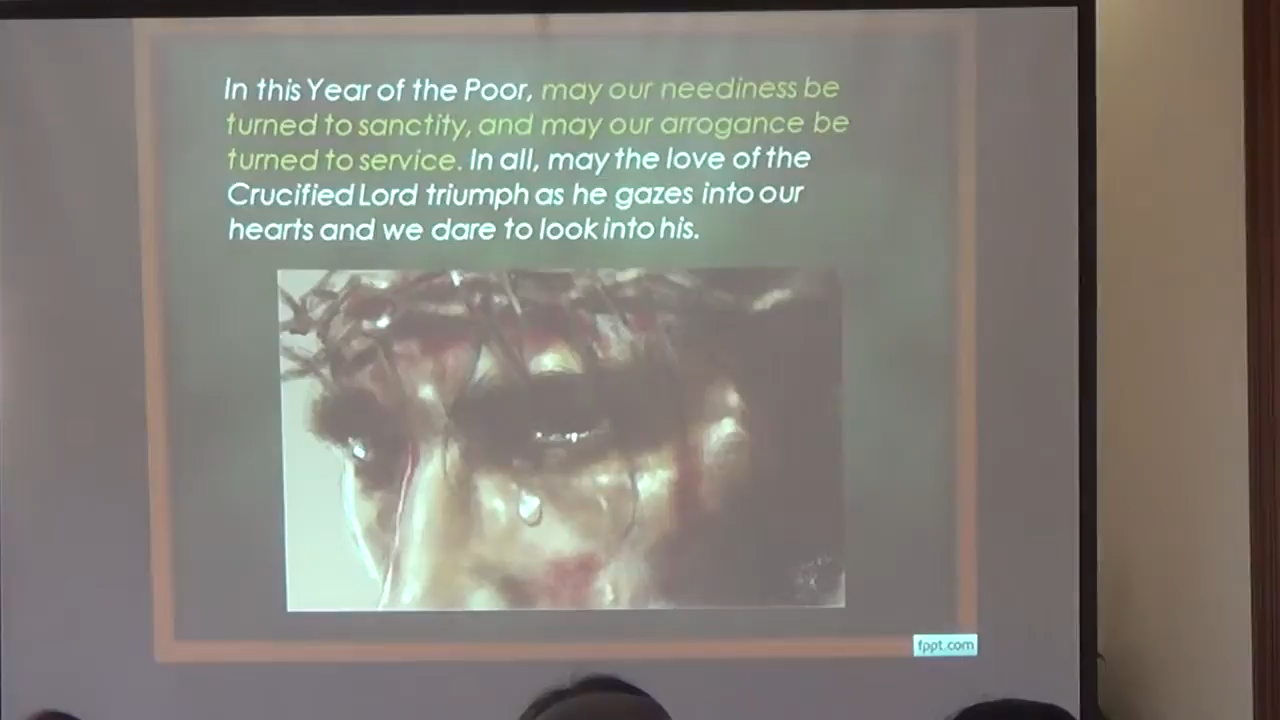 In this Year of the Poor, may our neediness be
turned to sanctity, and may our arrogance be
turned to service. In all, may the love of the
Crucified Lord triumph as he gazes into our
hearts and we dare to look into his.
fppt.com